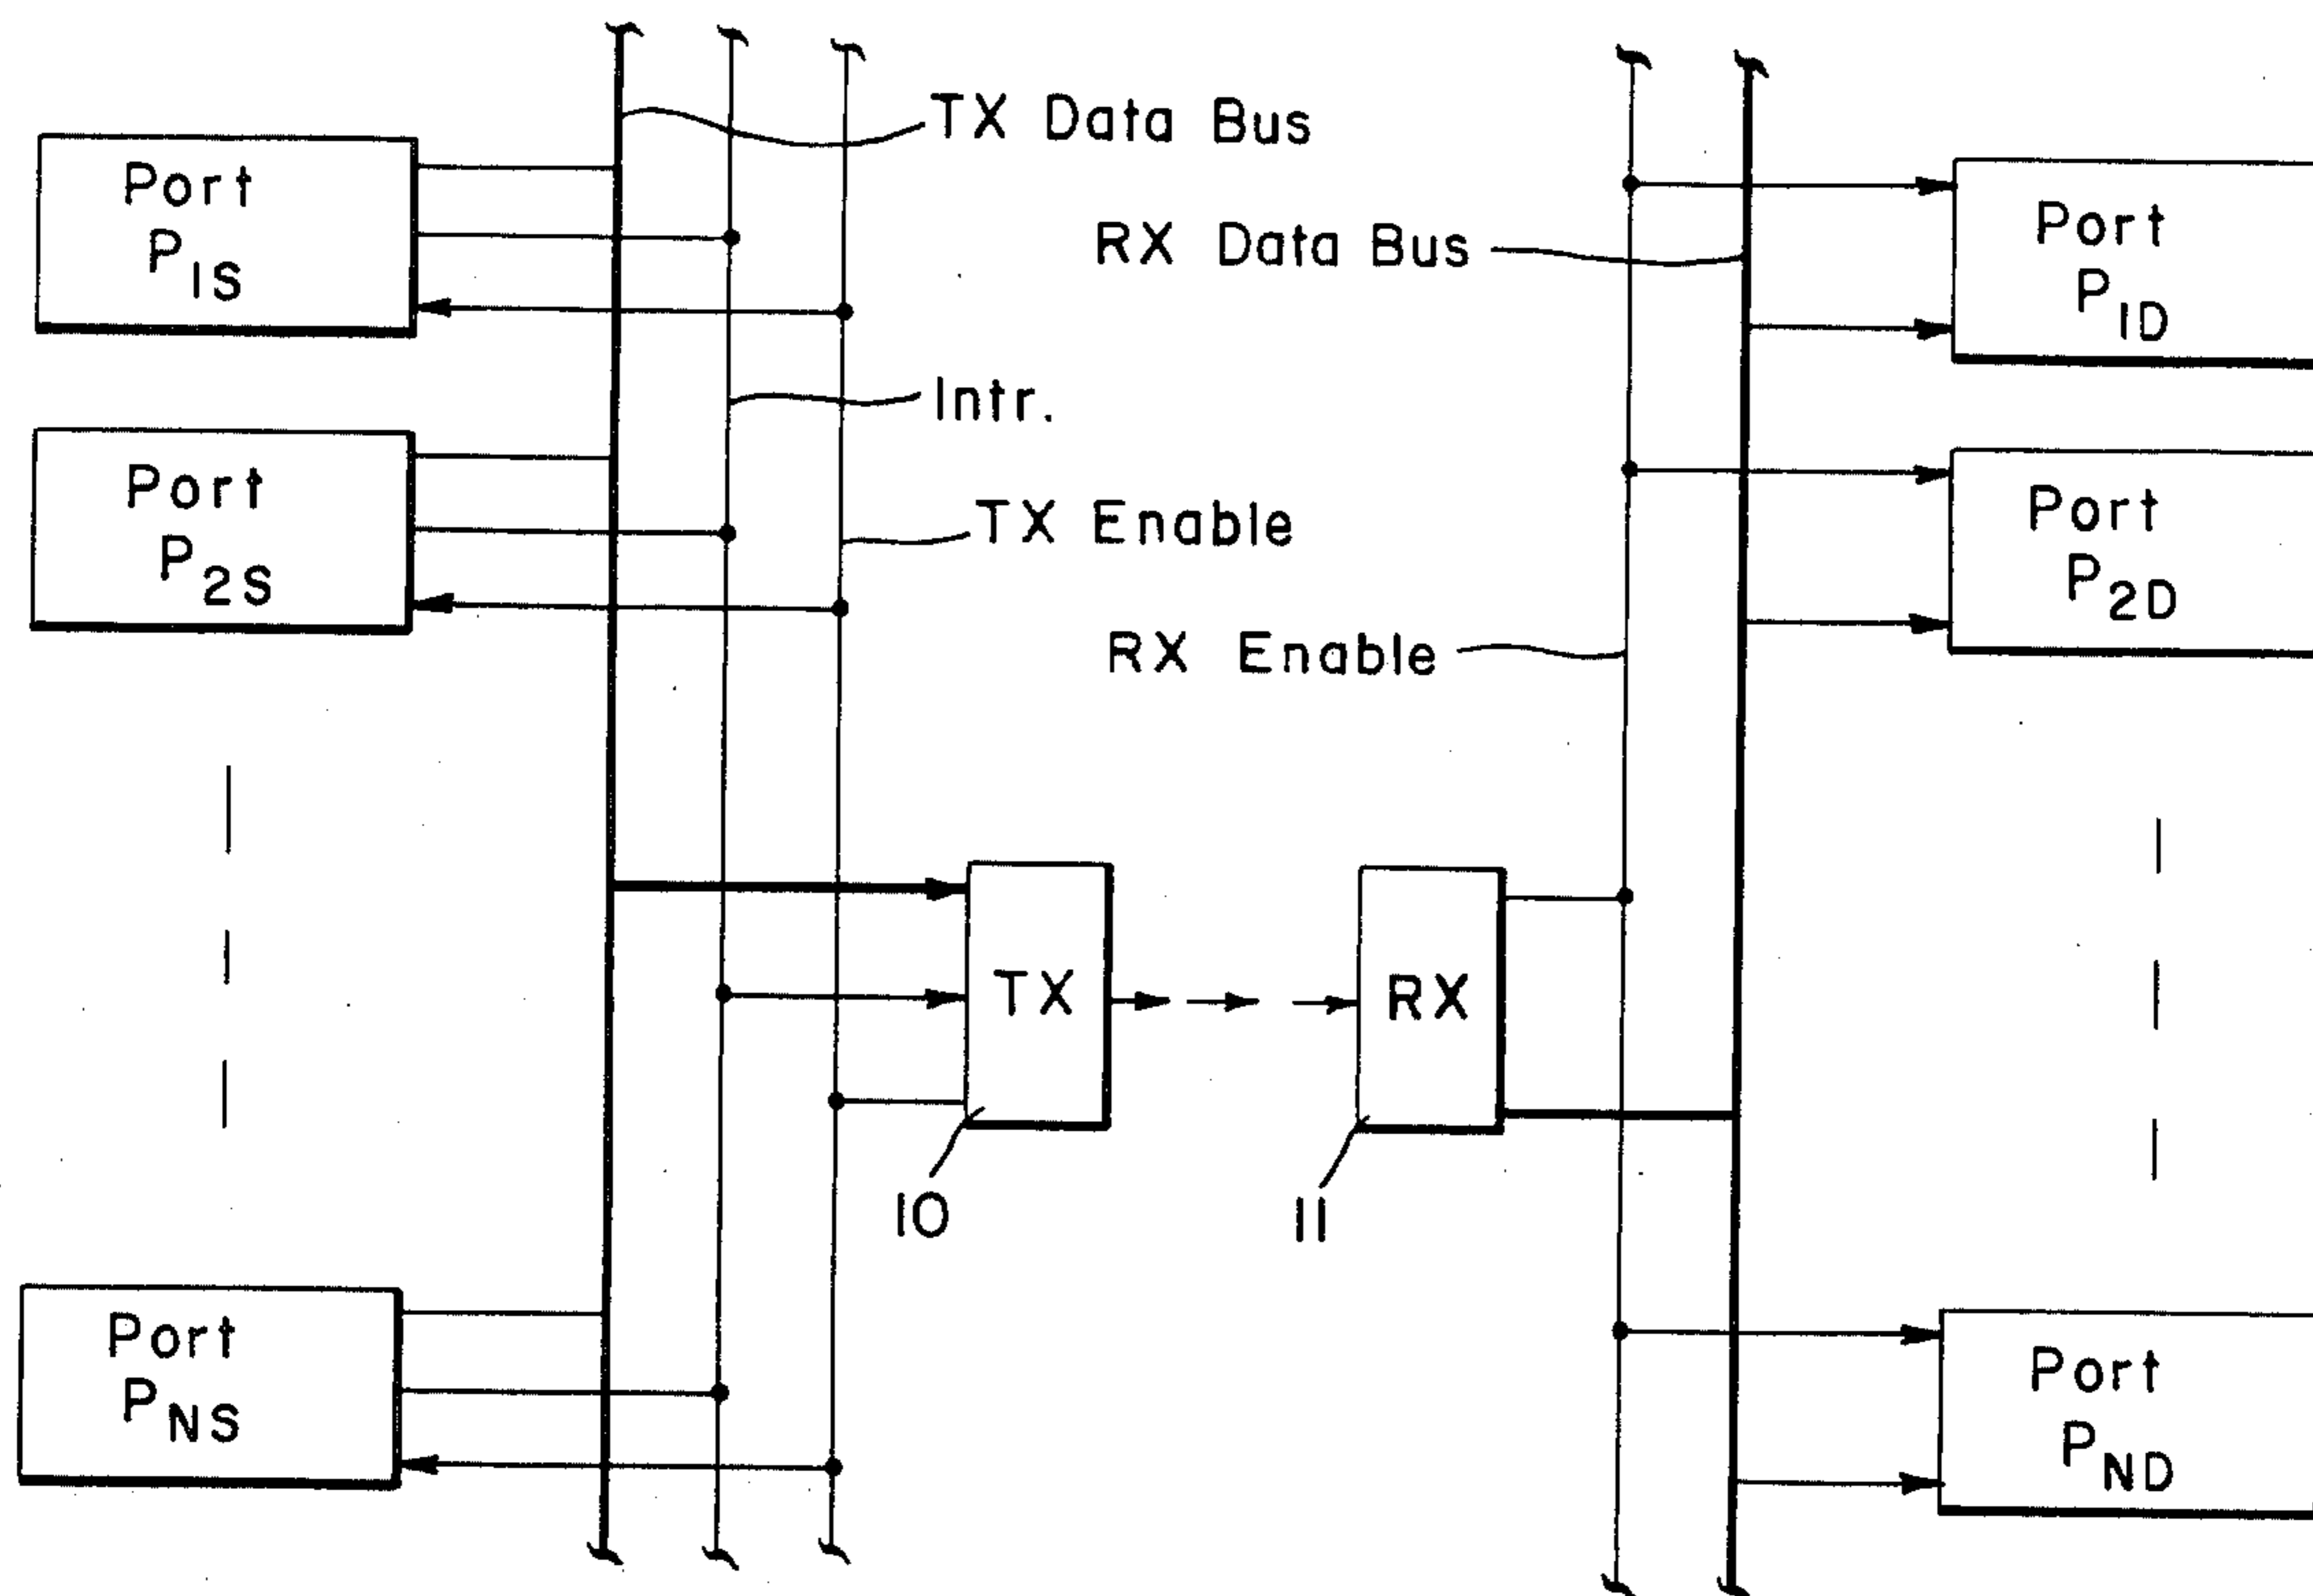 TX Data Bus
Port
P1S
RX Data Bus
Port
P1D
Intr.
Port
P2S
TX Enable
Port
P2D
RX Enable
TX
RX
10
11
Port
PNS
Port
PND